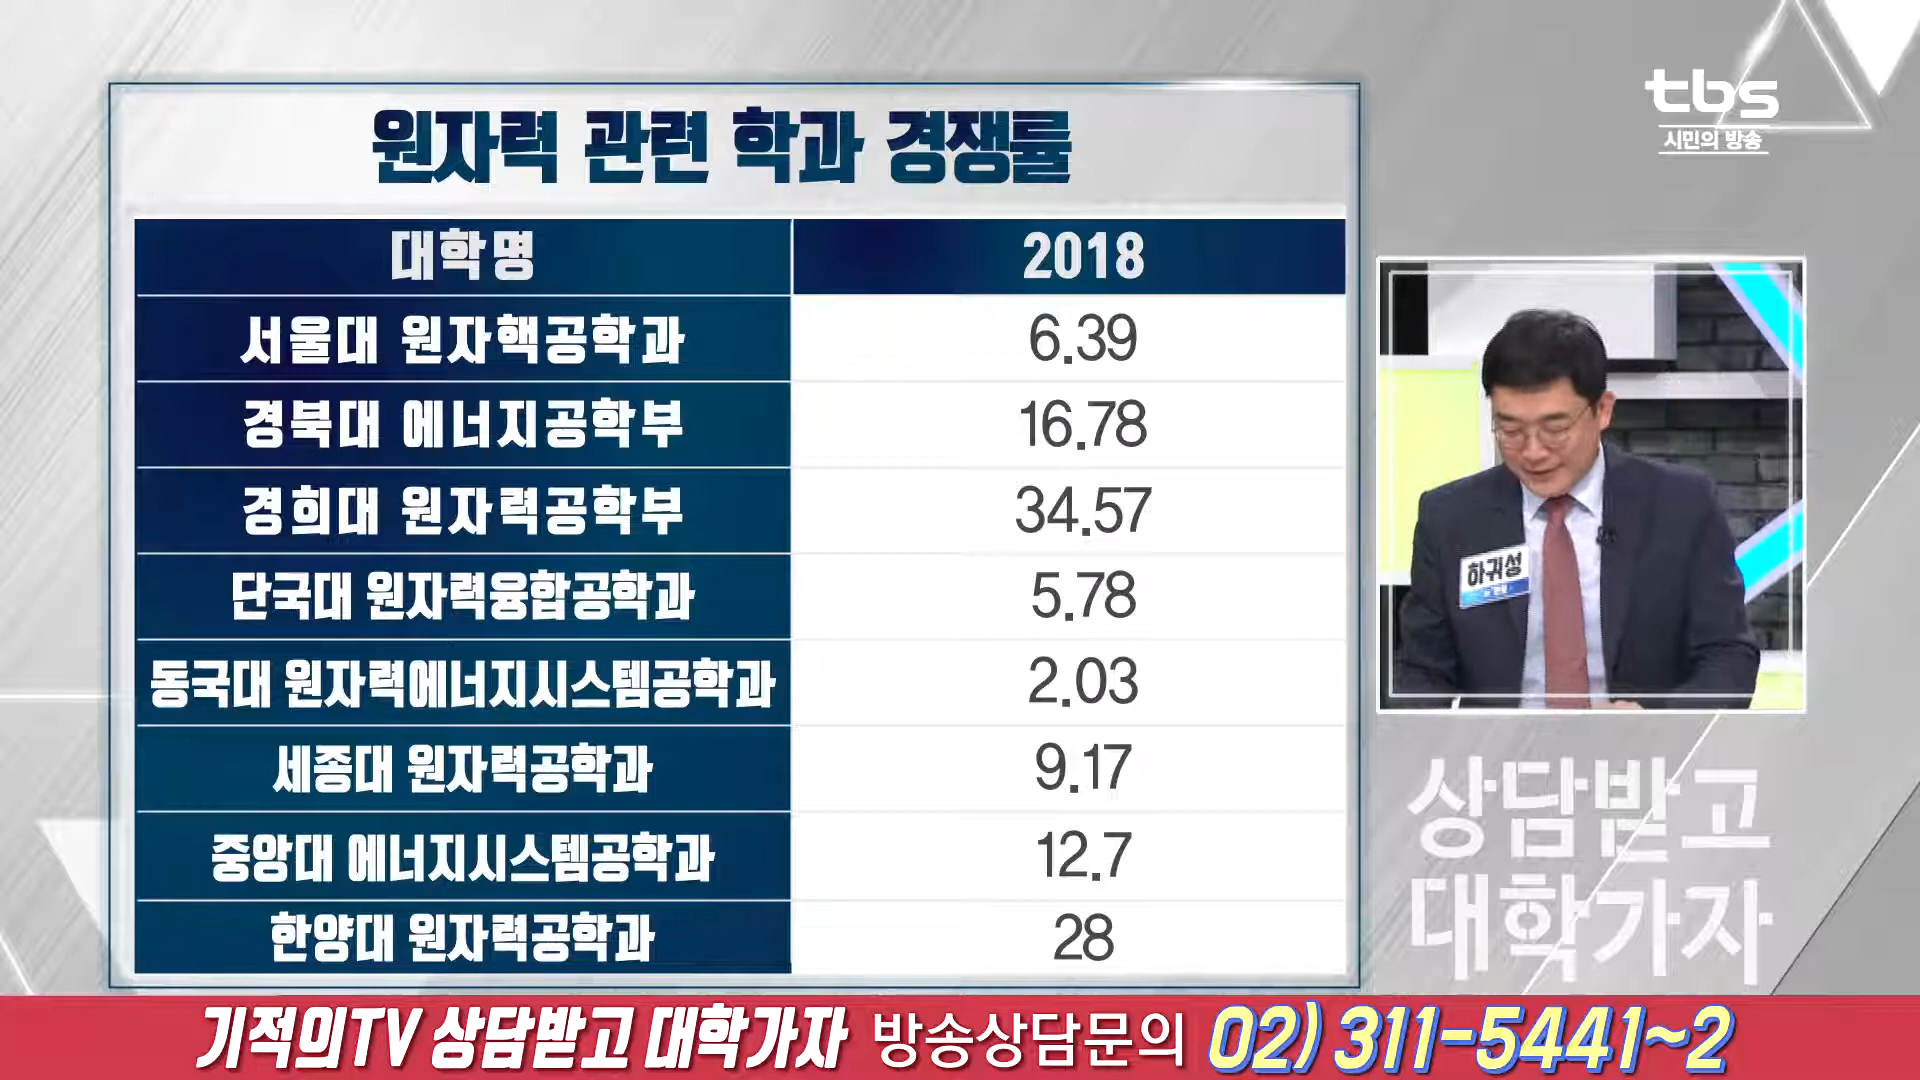 tbs
시민의 방송
원자력 관련 학과 경쟁률
대학명 2018
서울대 원자핵공학과 6.39
경북대 에너지공학부 16.78
경희대 원자력공학부 34.57
단국대 원자력융합공학과 5.78
동국대 원자력에너지시스템공학과 2.03
세종대 원자력공학과 9.17
중앙대 에너지시스템공학과 12.7
한양대 원자력공학과 28
하귀성
상담받고
대학가자
기적의TV 상담받고 대학가자 방송상담문의 02) 311-5441~2